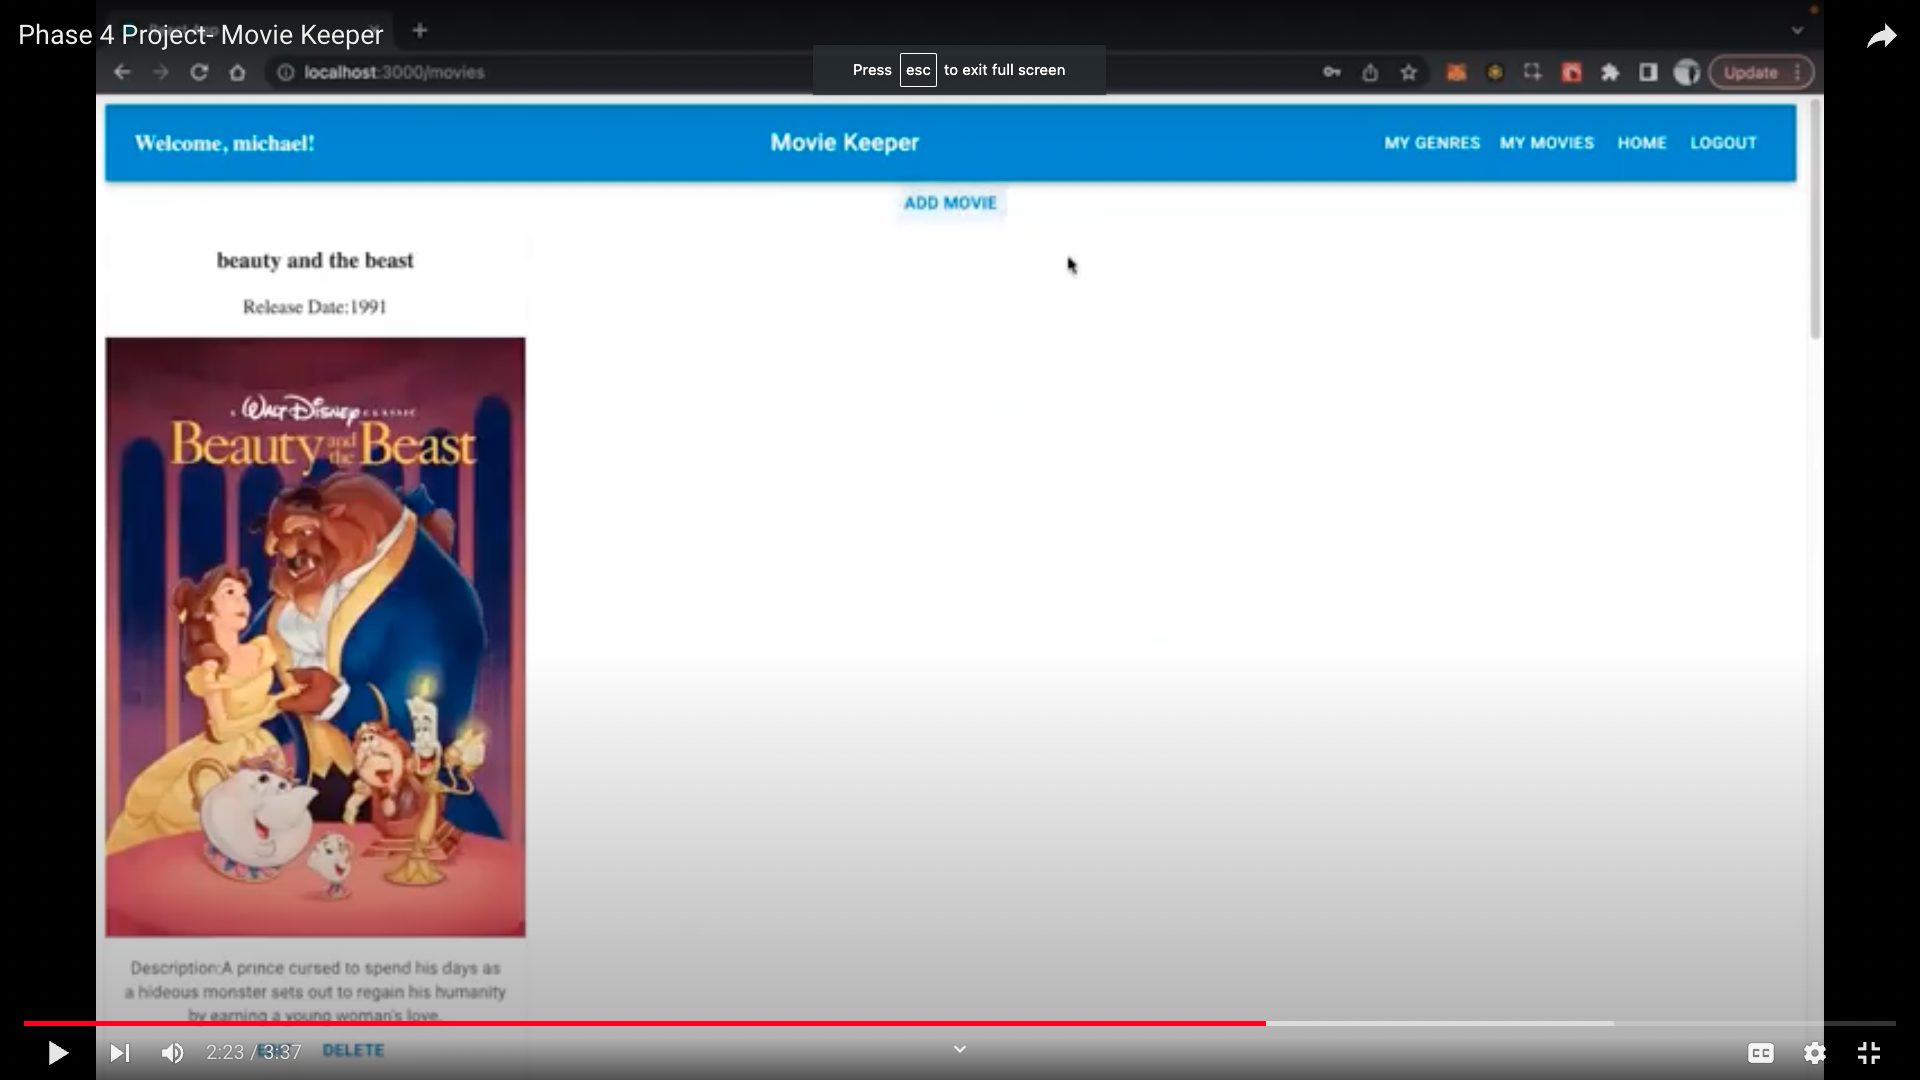 Phase 4 Project- Movie Keeper
localhost:3000/movies
Press esc to exit full screen
Update
Welcome, michael!
Movie Keeper
MY GENRES MY MOVIES HOME LOGOUT
ADD MOVIE
beauty and the beast
Release Date:1991
Walt Disney CLASSIC
Beauty and the Beast
Description:A prince cursed to spend his days as
a hideous monster sets out to regain his humanity
by earning a young woman's love.
2:23 / 3:37
DELETE
CC